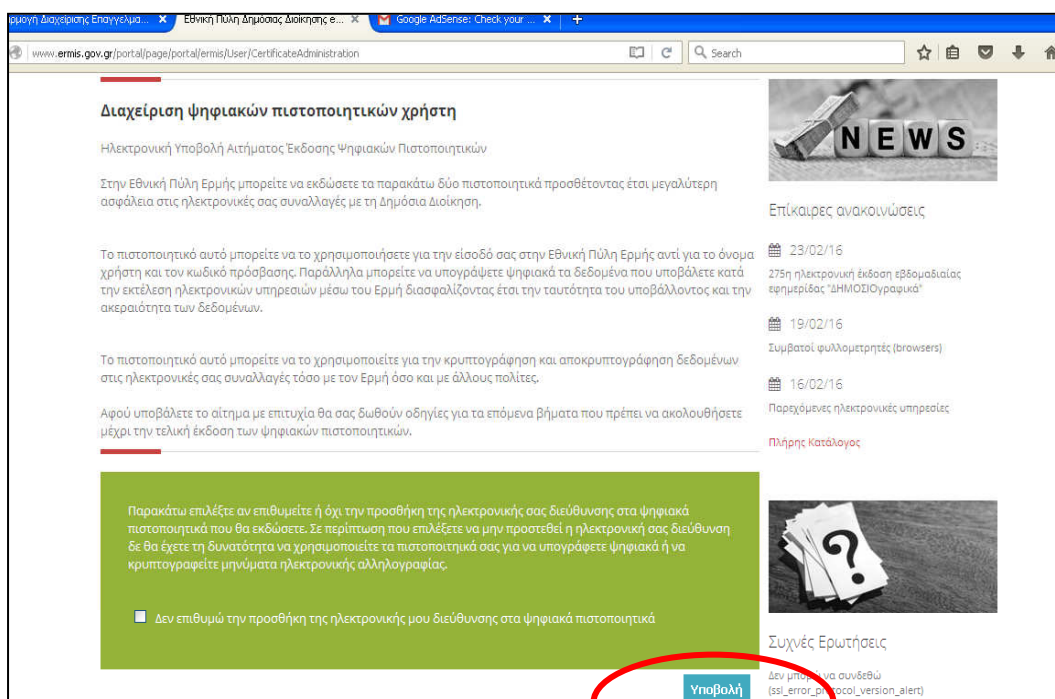 ρμογή Διαχείρισης Επαγγελμα... Εθνική Πύλη Δημόσιας Διοίκησης e... Google AdSense: Check your ...
www.ermis.gov.gr/portal/page/portal/ermis/User/CertificateAdministration Search
Διαχείριση ψηφιακών πιστοποιητικών χρήστη
Ηλεκτρονική Υποβολή Αιτήματος Έκδοσης Ψηφιακών Πιστοποιητικών
Στην Εθνική Πύλη Ερμής μπορείτε να εκδώσετε τα παρακάτω δύο πιστοποιητικά προσθέτοντας έτσι μεγαλύτερη
ασφάλεια στις ηλεκτρονικές σας συναλλαγές με τη Δημόσια Διοίκηση.
Το πιστοποιητικό αυτό μπορείτε να το χρησιμοποιήσετε για την είσοδό σας στην Εθνική Πύλη Ερμής αντί για το όνομα
χρήστη και τον κωδικό πρόσβασης. Παράλληλα μπορείτε να υπογράψετε ψηφιακά τα δεδομένα που υποβάλετε κατά
την εκτέλεση ηλεκτρονικών υπηρεσιών μέσω του Ερμή διασφαλίζοντας έτσι την ταυτότητα του υποβάλλοντος και την
ακεραιότητα των δεδομένων.
Το πιστοποιητικό αυτό μπορείτε να το χρησιμοποιείτε για την κρυπτογράφηση και αποκρυπτογράφηση δεδομένων
στις ηλεκτρονικές σας συναλλαγές τόσο με τον Ερμή όσο και με άλλους πολίτες.
Αφού υποβάλετε το αίτημα με επιτυχία θα σας δωθούν οδηγίες για τα επόμενα βήματα που πρέπει να ακολουθήσετε
μέχρι την τελική έκδοση των ψηφιακών πιστοποιητικών.
Παρακάτω επιλέξτε αν επιθυμείτε ή όχι την προσθήκη της ηλεκτρονικής σας διεύθυνσης στα ψηφιακά
πιστοποιητικά που θα εκδώσετε. Σε περίπτωση που επιλέξετε να μην προστεθεί η ηλεκτρονική σας διεύθυνση
δε θα έχετε τη δυνατότητα να χρησιμοποιείτε τα πιστοποιητηικά σας για να υπογράφετε ψηφιακά ή να
κρυπτογραφείτε μηνύματα ηλεκτρονικής αλληλογραφίας.
Δεν επιθυμώ την προσθήκη της ηλεκτρονικής μου διεύθυνσης στα ψηφιακά πιστοποιητικά
Υποβολή
NEWS
Επίκαιρες ανακοινώσεις
23/02/16
275η ηλεκτρονική έκδοση εβδομαδιαίας
εφημερίδας "ΔΗΜΟΣΙΟγραφικά"
19/02/16
Συμβατοί φυλλομετρητές (browsers)
16/02/16
Παρεχόμενες ηλεκτρονικές υπηρεσίες
Πλήρης Κατάλογος
?
Συχνές Ερωτήσεις
Δεν μπορώ να συνδεθώ
(ssl_error_protocol_version_alert)